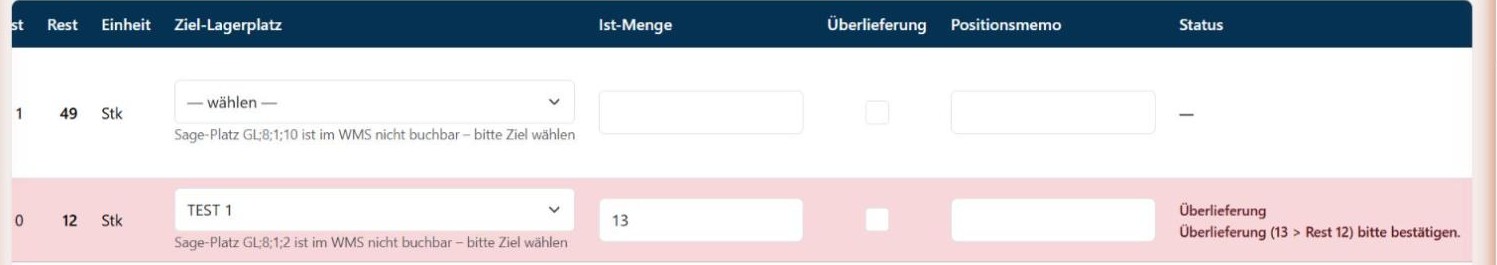 st Rest Einheit Ziel-Lagerplatz Ist-Menge Überlieferung Positionsmemo Status
1 49 Stk — wählen — —
Sage-Platz GL;8;1;10 ist im WMS nicht buchbar – bitte Ziel wählen
0 12 Stk TEST 1 13 Überlieferung
Sage-Platz GL;8;1;2 ist im WMS nicht buchbar – bitte Ziel wählen Überlieferung (13 > Rest 12) bitte bestätigen.